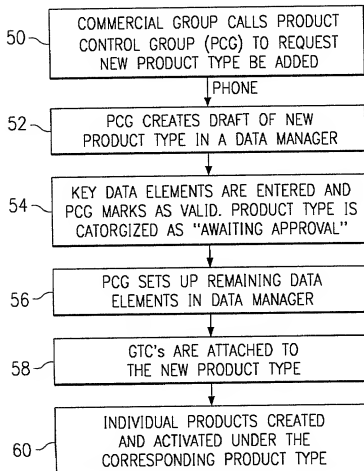 50
COMMERCIAL GROUP CALLS PRODUCT
CONTROL GROUP (PCG) TO REQUEST
NEW PRODUCT TYPE BE ADDED
PHONE
52
PCG CREATES DRAFT OF NEW
PRODUCT TYPE IN A DATA MANAGER
54
KEY DATA ELEMENTS ARE ENTERED AND
PCG MARKS AS VALID. PRODUCT TYPE IS
CATORGIZED AS "AWAITING APPROVAL"
56
PCG SETS UP REMAINING DATA
ELEMENTS IN DATA MANAGER
58
GTC's ARE ATTACHED TO
THE NEW PRODUCT TYPE
60
INDIVIDUAL PRODUCTS CREATED
AND ACTIVATED UNDER THE
CORRESPONDING PRODUCT TYPE